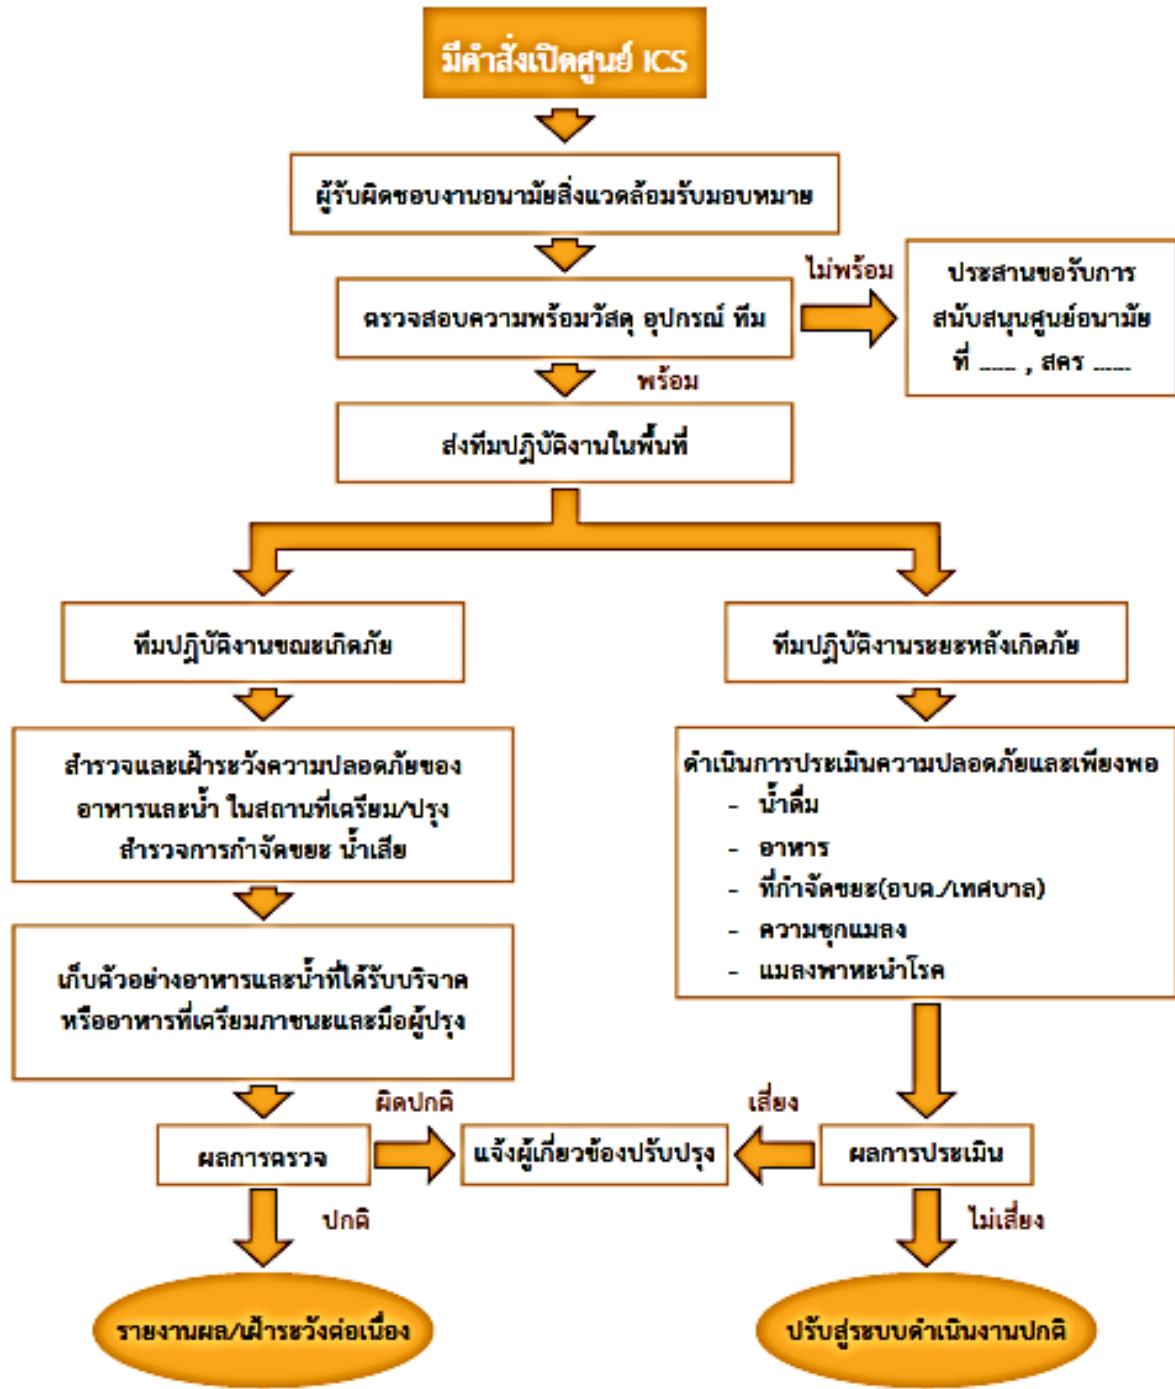 มีคำสั่งเปิดศูนย์ ICS
ผู้รับผิดชอบงานอนามัยสิ่งแวดล้อมรับมอบหมาย
ไม่พร้อม
ตรวจสอบความพร้อมวัสดุ อุปกรณ์ ทีม
ประสานขอรับการ
สนับสนุนศูนย์อนามัย
ที่ ...... , สคร ......
พร้อม
ส่งทีมปฏิบัติงานในพื้นที่
ทีมปฏิบัติงานขณะเกิดภัย
สำรวจและเฝ้าระวังความปลอดภัยของ
อาหารและน้ำ ในสถานที่เตรียม/ปรุง
สำรวจการกำจัดขยะ น้ำเสีย
เก็บตัวอย่างอาหารและน้ำที่ได้รับบริจาค
หรืออาหารที่เตรียมภาชนะและมือผู้ปรุง
ทีมปฏิบัติงานระยะหลังเกิดภัย
ดำเนินการประเมินความปลอดภัยและเพียงพอ
- น้ำดื่ม
- อาหาร
- ที่กำจัดขยะ(อบต./เทศบาล)
- ความชุกแมลง
- แมลงพาหะนำโรค
ผิดปกติ
เสี่ยง
ผลการตรวจ
แจ้งผู้เกี่ยวข้องปรับปรุง
ผลการประเมิน
ปกติ
ไม่เสี่ยง
รายงานผล/เฝ้าระวังต่อเนื่อง
ปรับสู่ระบบดำเนินงานปกติ